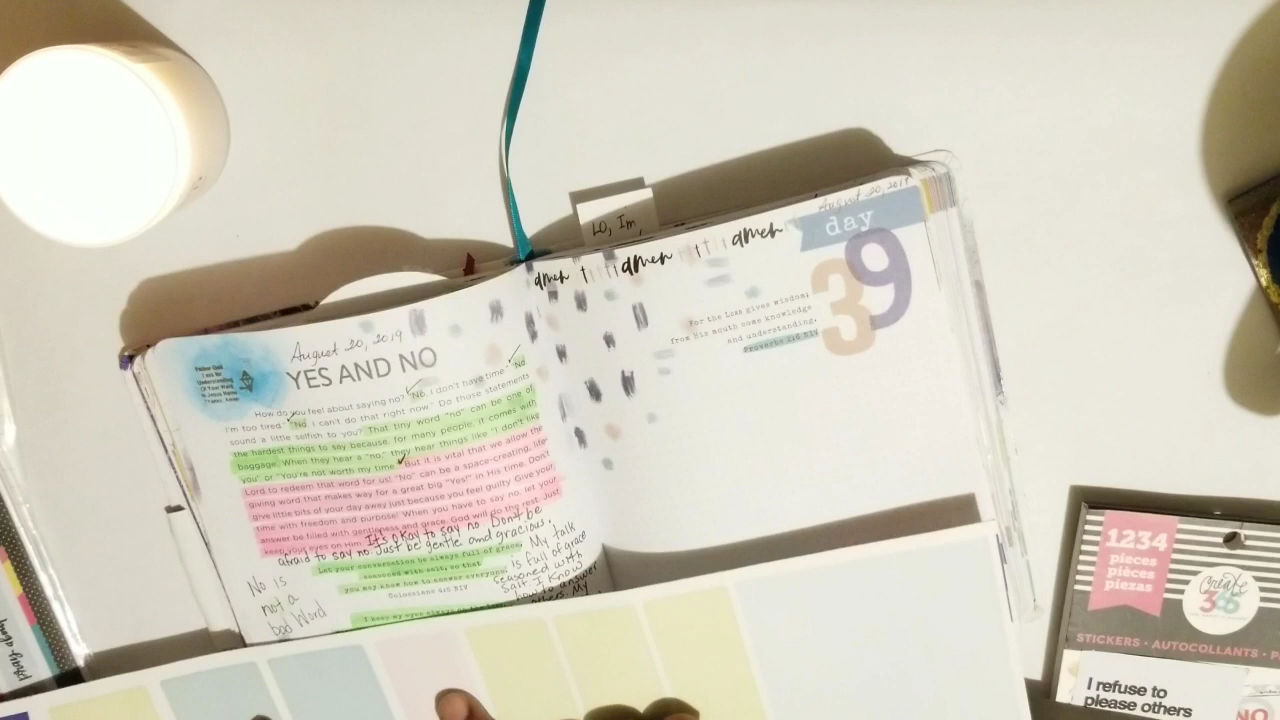 LO, Im,
August 20, 2019
YES AND NO
Father God
I ask for
Understanding
Of Your Word
In Jesus Name
How do you feel about saying no? "No, I don't have time." "No
I'm too tired." "No. I can't do that right now." Do those statements
sound a little selfish to you? That tiny word "no" can be one of
the hardest things to say because, for many people, it comes with
baggage. When they hear a "no," they hear things like "I don't like
you" or "You're not worth my time." But it is vital that we allow the
Lord to redeem that word for us! "No" can be a space-creating, life-
giving word that makes way for a great big "Yes!" in His time. Don't
give little bits of your day away just because you feel guilty. Give your
time with freedom and purpose! When you have to say no, let your
answer be filled with gentleness and grace. God will do the rest. Just
keep your eyes on Him.
It's okay to say no. Don't be
afraid to say no. Just be gentle and gracious.
Let your conversation be always full of grace,
seasoned with salt, so that
you may know how to answer everyone.
Colossians 4:6 NIV
I keep my eyes always on the
No is
not a
bad Word
My talk
is full of grace
seasoned with
salt. I know
how to answer
others. My
amen
amen
amen
August 20, 2019
day
39
For the LORD gives wisdom;
from His mouth come knowledge
and understanding.
Proverbs 2:6 NIV
pray about
1234
pieces
pièces
piezas
Create
365
STICKERS • AUTOCOLLANTS • P
I refuse to
please others
NO